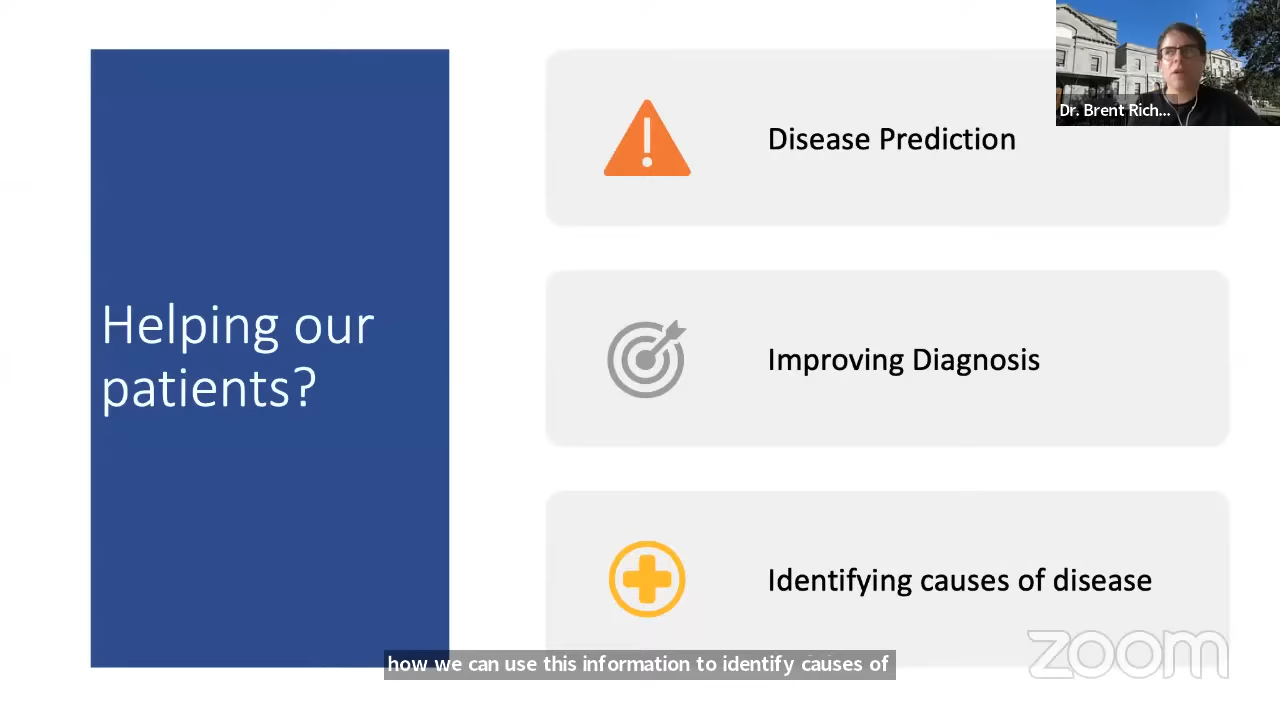 Dr. Brent Rich...
Disease Prediction
Helping our
patients?
Improving Diagnosis
Identifying causes of disease
zoom
how we can use this information to identify causes of